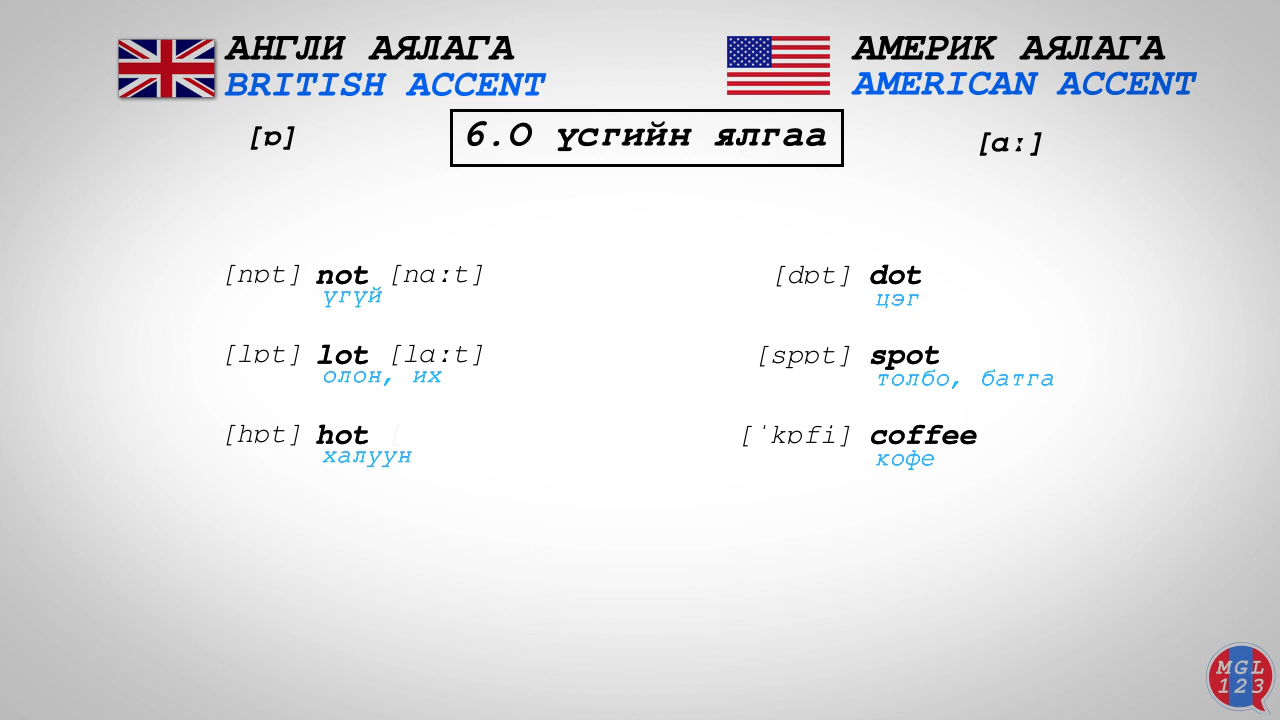 АНГЛИ АЯЛАГА
BRITISH ACCENT
АМЕРИК АЯЛАГА
AMERICAN ACCENT
[ɒ]
6.О үсгийн ялгаа
[ɑː]
[nɒt] not [nɑːt]
үгүй
[lɒt] lot [lɑːt]
олон, их
[hɒt] hot [
халуун
[dɒt] dot
цэг
[spɒt] spot
толбо, батга
[ˈkɒfi] coffee
кофе
MGL
123